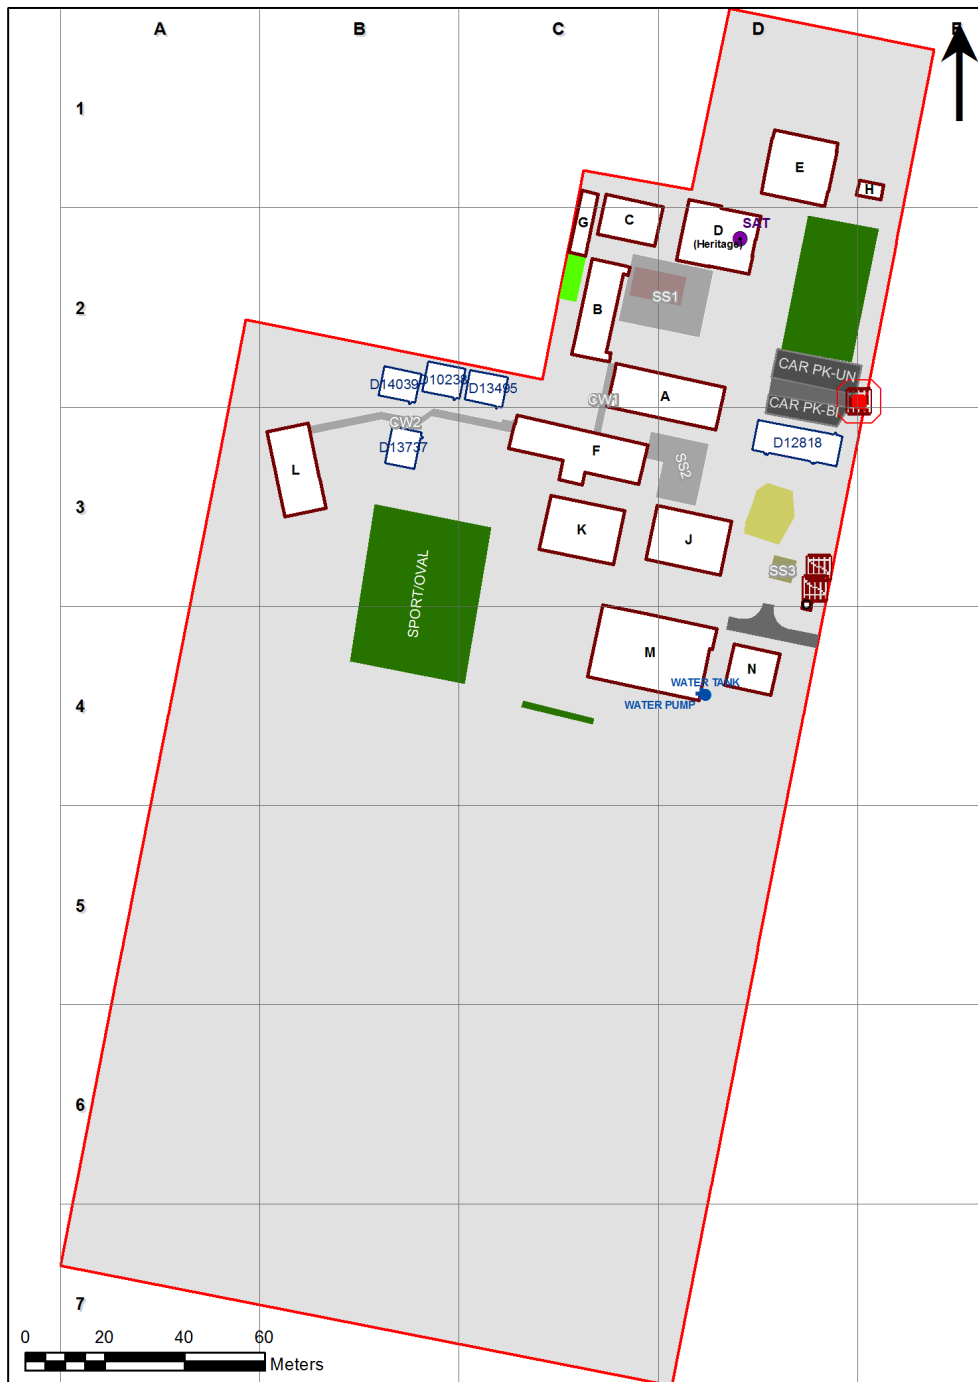 A B C D E
1
E
H
G C D SAT
(Heritage)
2
SS1
B
CAR PK-UN
D14039 D10238 D13495
A
CW1
CAR PK-BI
CW2
D13737
D12818
F
SS2
L
3
K
J
SS3
SPORT/OVAL
M
N
WATER TANK
WATER PUMP
4
5
6
7
0 20 40 60
Meters